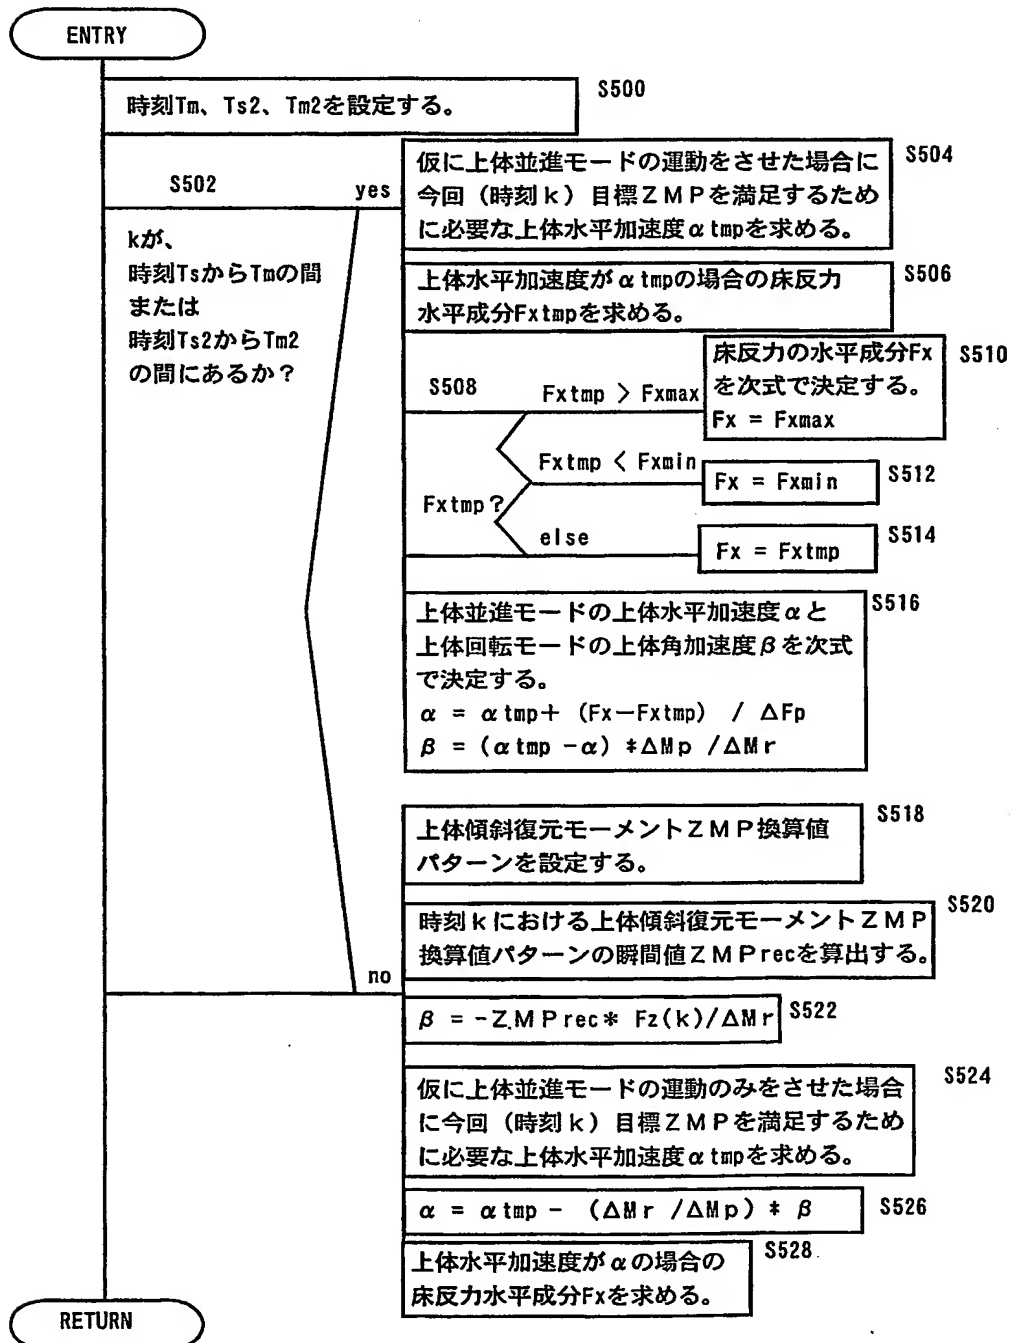 ENTRY
時刻Tm、Ts2、Tm2を設定する。
S500
S502
yes
kが、
時刻TsからTmの間
または
時刻Ts2からTm2
の間にあるか？
仮に上体並進モードの運動をさせた場合に
今回（時刻k）目標ZMPを満足するため
に必要な上体水平加速度αtmpを求める。
S504
上体水平加速度がαtmpの場合の床反力
水平成分Fxtmpを求める。
S506
S508
Fxtmp？
Fxtmp > Fxmax
床反力の水平成分Fx
を次式で決定する。
Fx = Fxmax
S510
Fxtmp < Fxmin
Fx = Fxmin
S512
else
Fx = Fxtmp
S514
上体並進モードの上体水平加速度αと
上体回転モードの上体角加速度βを次式
で決定する。
α = αtmp＋（Fx－Fxtmp）/ ΔFp
β =（αtmp -α）*ΔMp /ΔMr
S516
上体傾斜復元モーメントZMP換算値
パターンを設定する。
S518
時刻kにおける上体傾斜復元モーメントZMP
換算値パターンの瞬間値ZMPrecを算出する。
S520
no
β = -ZMPrec* Fz(k)/ΔMr
S522
仮に上体並進モードの運動のみをさせた場合
に今回（時刻k）目標ZMPを満足するため
に必要な上体水平加速度αtmpを求める。
S524
α = αtmp -（ΔMr /ΔMp）* β
S526
上体水平加速度がαの場合の
床反力水平成分Fxを求める。
S528
RETURN